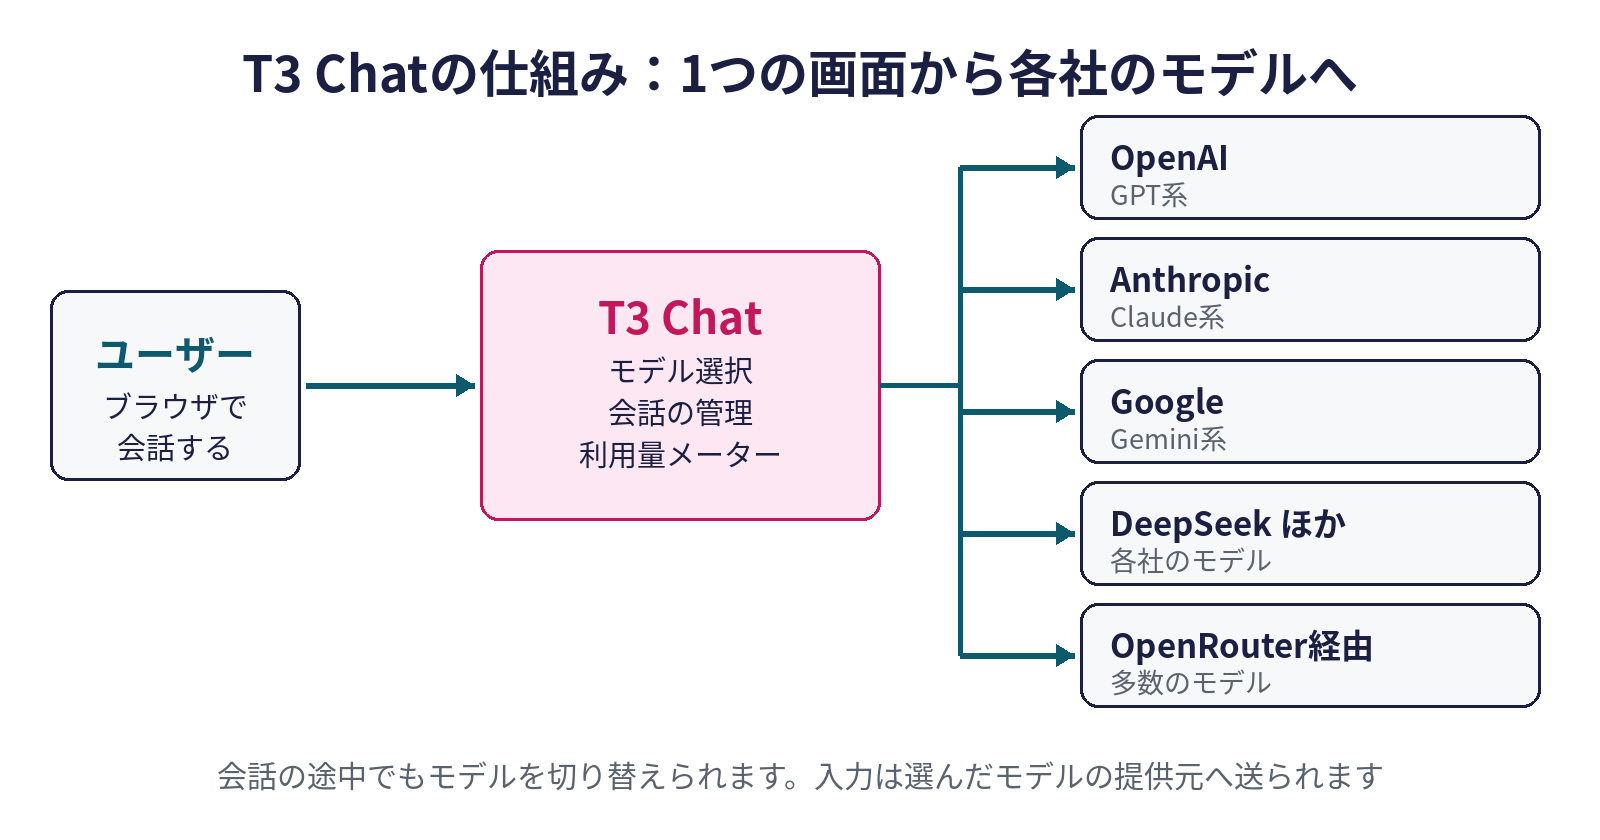 T3 Chatの仕組み：1つの画面から各社のモデルへ
ユーザー
ブラウザで
会話する
T3 Chat
モデル選択
会話の管理
利用量メーター
OpenAI
GPT系
Anthropic
Claude系
Google
Gemini系
DeepSeek ほか
各社のモデル
OpenRouter経由
多数のモデル
会話の途中でもモデルを切り替えられます。入力は選んだモデルの提供元へ送られます